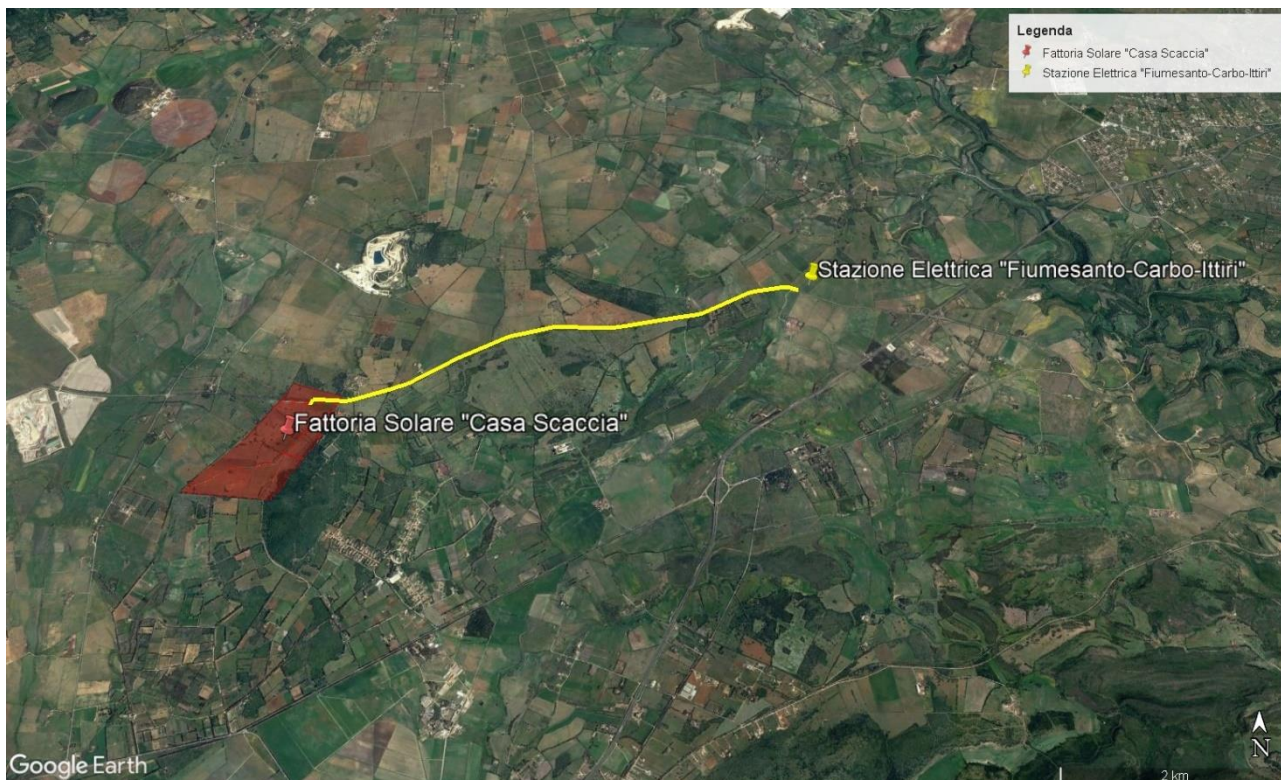 Legenda
Fattoria Solare "Casa Scaccia"
Stazione Elettrica "Fiumesanto-Carbo-Ittiri"
Stazione Elettrica "Fiumesanto-Carbo-Ittiri"
Fattoria Solare "Casa Scaccia"
Google Earth
N
2 km